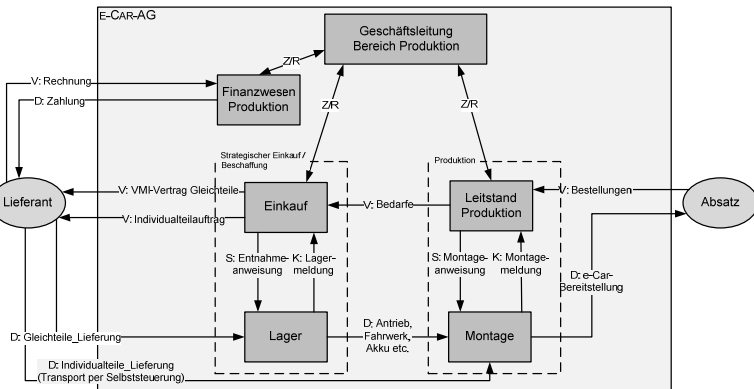 E-CAR-AG
Geschäftsleitung
Bereich Produktion
Z/R
V: Rechnung
Finanzwesen
Produktion
D: Zahlung
Z/R
Z/R
Strategischer Einkauf /
Beschaffung
Produktion
V: VMI-Vertrag Gleichteile
Einkauf
Leitstand
Produktion
V: Bestellungen
Lieferant
V: Bedarfe
Absatz
V: Individualteilauftrag
S: Entnahme-
anweisung
K: Lager-
meldung
S: Montage-
anweisung
K: Montage-
meldung
D: e-Car-
Bereitstellung
D: Gleichteile_Lieferung
Lager
D: Antrieb,
Fahrwerk,
Akku etc.
Montage
D: Individualteile_Lieferung
(Transport per Selbststeuerung)